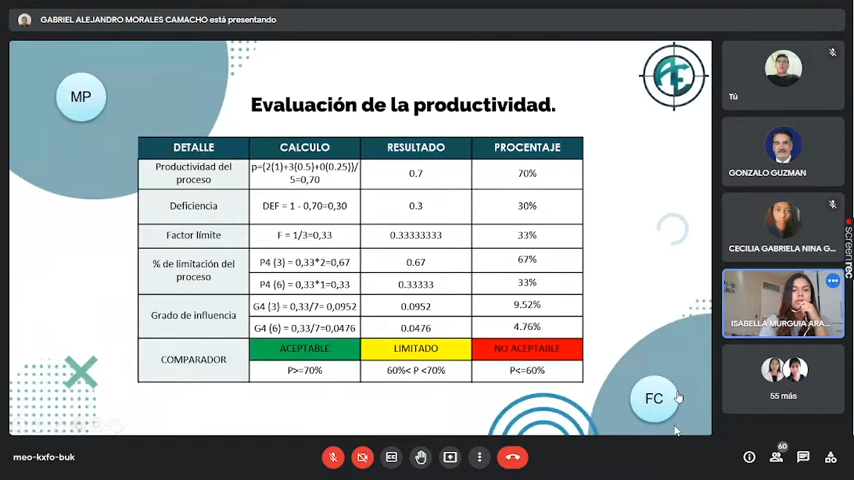 GABRIEL ALEJANDRO MORALES CAMACHO está presentando
MP
AE
Evaluación de la productividad.
DETALLE CALCULO RESULTADO PROCENTAJE
Productividad del proceso p=(2(1)+3(0.5)+0(0.25))/5=0,70 0.7 70%
Deficiencia DEF = 1 - 0,70=0,30 0.3 30%
Factor límite F = 1/3=0,33 0.33333333 33%
% de limitación del proceso P4 (3) = 0,33*2=0,67 0.67 67%
P4 (6) = 0,33*1=0,33 0.33333 33%
Grado de influencia G4 (3) = 0,33/7= 0,0952 0.0952 9.52%
G4 (6) = 0,33/7=0,0476 0.0476 4.76%
COMPARADOR ACEPTABLE LIMITADO NO ACEPTABLE
P>=70% 60%< P <70% P<=60%
FC
Tú
GONZALO GUZMAN
CECILIA GABRIELA NINA G...
ISABELLA MURGUIA ARA...
55 más
screenrec
meo-kxfo-buk
60